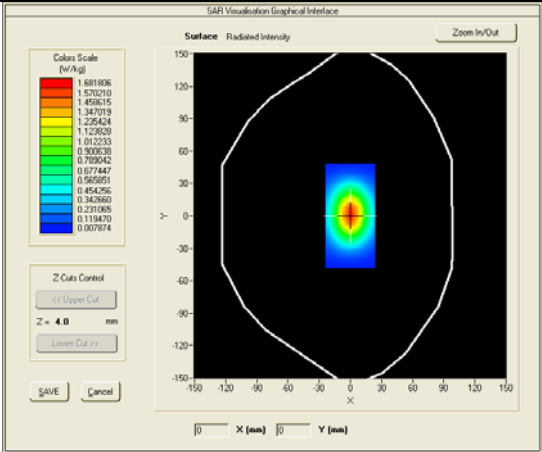 SAR Visualisation Graphical Interface
Surface Radiated Intensity
Zoom In/Out
Colors Scale
(W/kg)
1.681806
1.570210
1.458615
1.347019
1.235424
1.123828
1.012233
0.900638
0.789042
0.677447
0.565851
0.454256
0.342660
0.231065
0.119470
0.007874
Z-Cuts Control
<< Upper Cut
Z = 4.0 mm
Lower Cut >>
SAVE Cancel
150
120
90
60
30
0
-30
-60
-90
-120
-150
Y
-150 -120 -90 -60 -30 0 30 60 90 120 150
X
0 X (mm) 0 Y (mm)